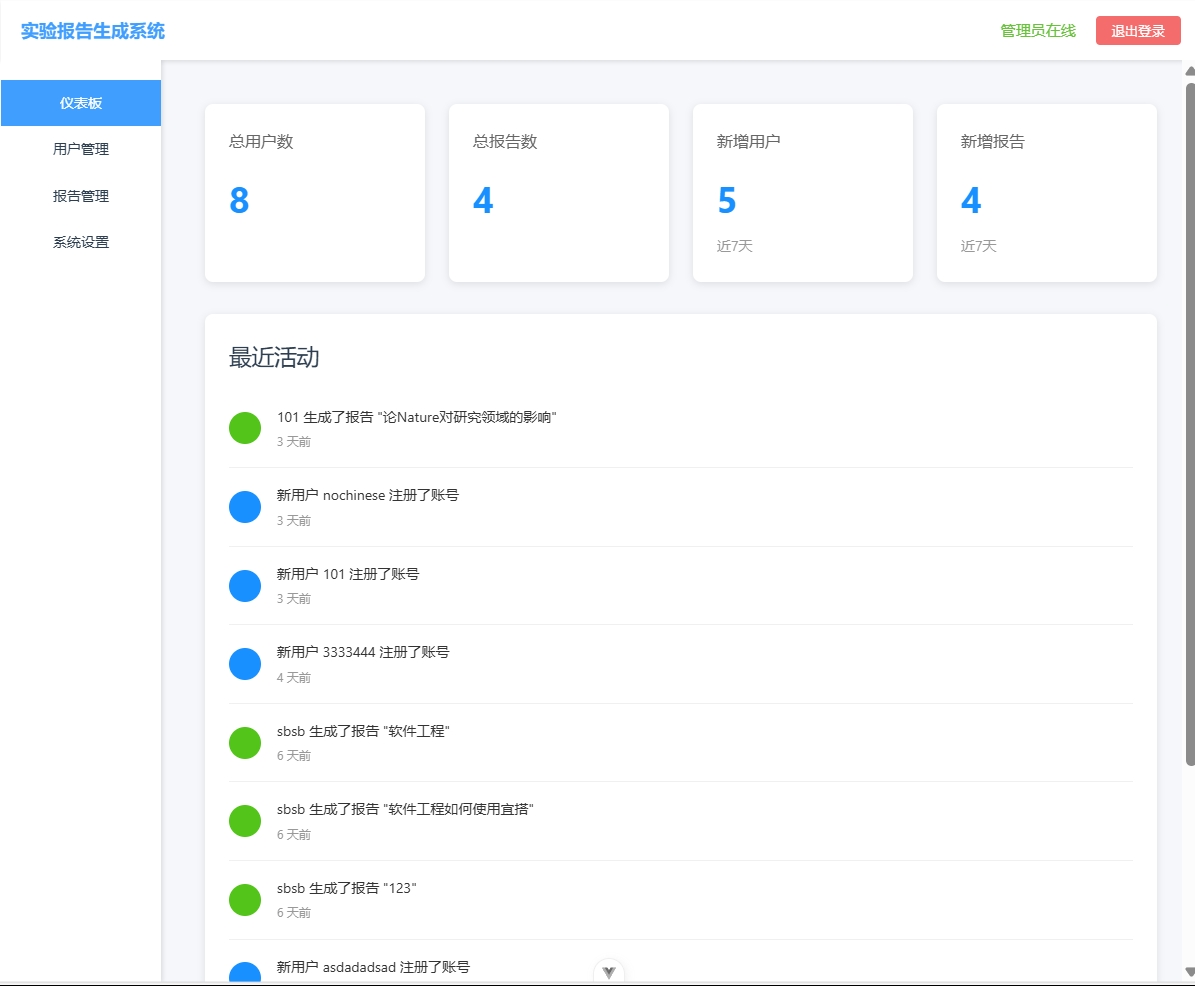 实验报告生成系统
管理员在线
退出登录
仪表板
用户管理
报告管理
系统设置
总用户数
8
总报告数
4
新增用户
5
近7天
新增报告
4
近7天
最近活动
101 生成了报告 "论Nature对研究领域的影响"
3 天前
新用户 nochinese 注册了账号
3 天前
新用户 101 注册了账号
3 天前
新用户 3333444 注册了账号
4 天前
sbsb 生成了报告 "软件工程"
6 天前
sbsb 生成了报告 "软件工程如何使用宜搭"
6 天前
sbsb 生成了报告 "123"
6 天前
新用户 asdadadsad 注册了账号